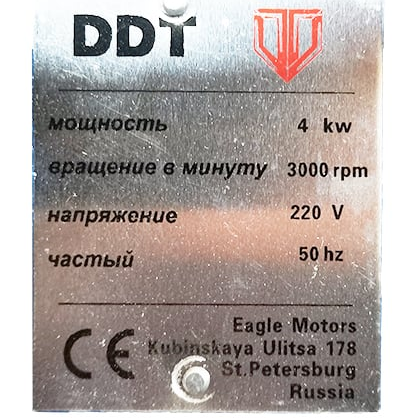 DDT
мощность 4 kw
вращение в минуту 3000 rpm
напряжение 220 V
частый 50 hz
CE Eagle Motors
Kubinskaya Ulitsa 178
St.Petersburg
Russia